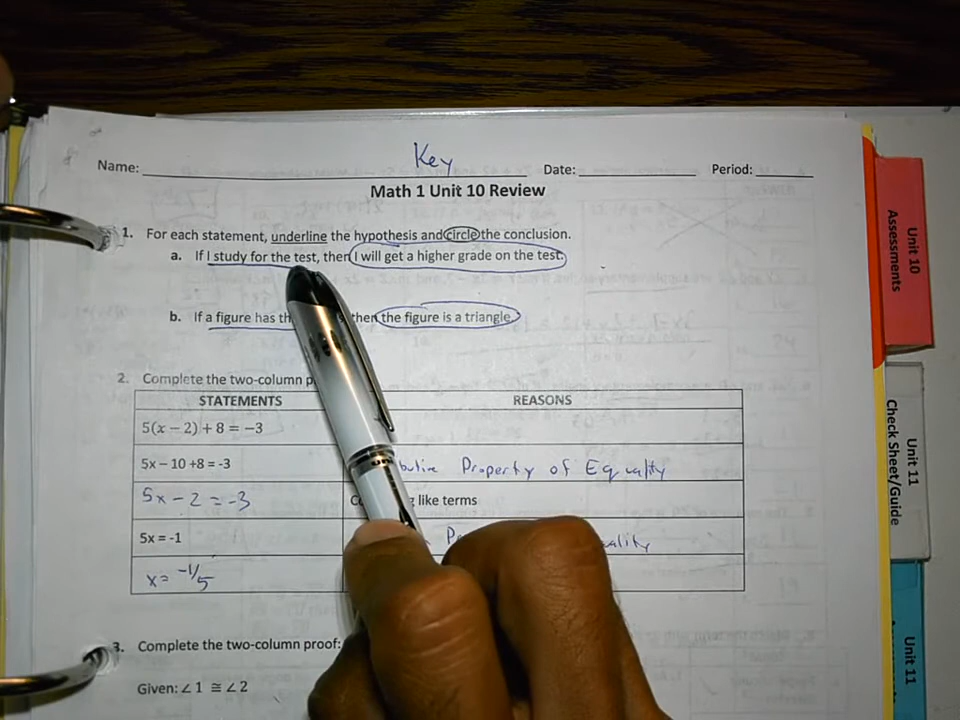 Key
Name: Date: Period:
Math 1 Unit 10 Review
1. For each statement, underline the hypothesis and circle the conclusion.
a. If I study for the test, then I will get a higher grade on the test.
b. If a figure has then the figure is a triangle.
2. Complete the two-column
STATEMENTS REASONS
5(x − 2) + 8 = −3
5x − 10 +8 = -3 Property of Equality
5x − 2 = -3 like terms
5x = -1
x = -1/5
3. Complete the two-column proof:
Given: ∠1 ≅ ∠2
Unit 10
Assessments
Unit 11
Check Sheet/Guide
Unit 11